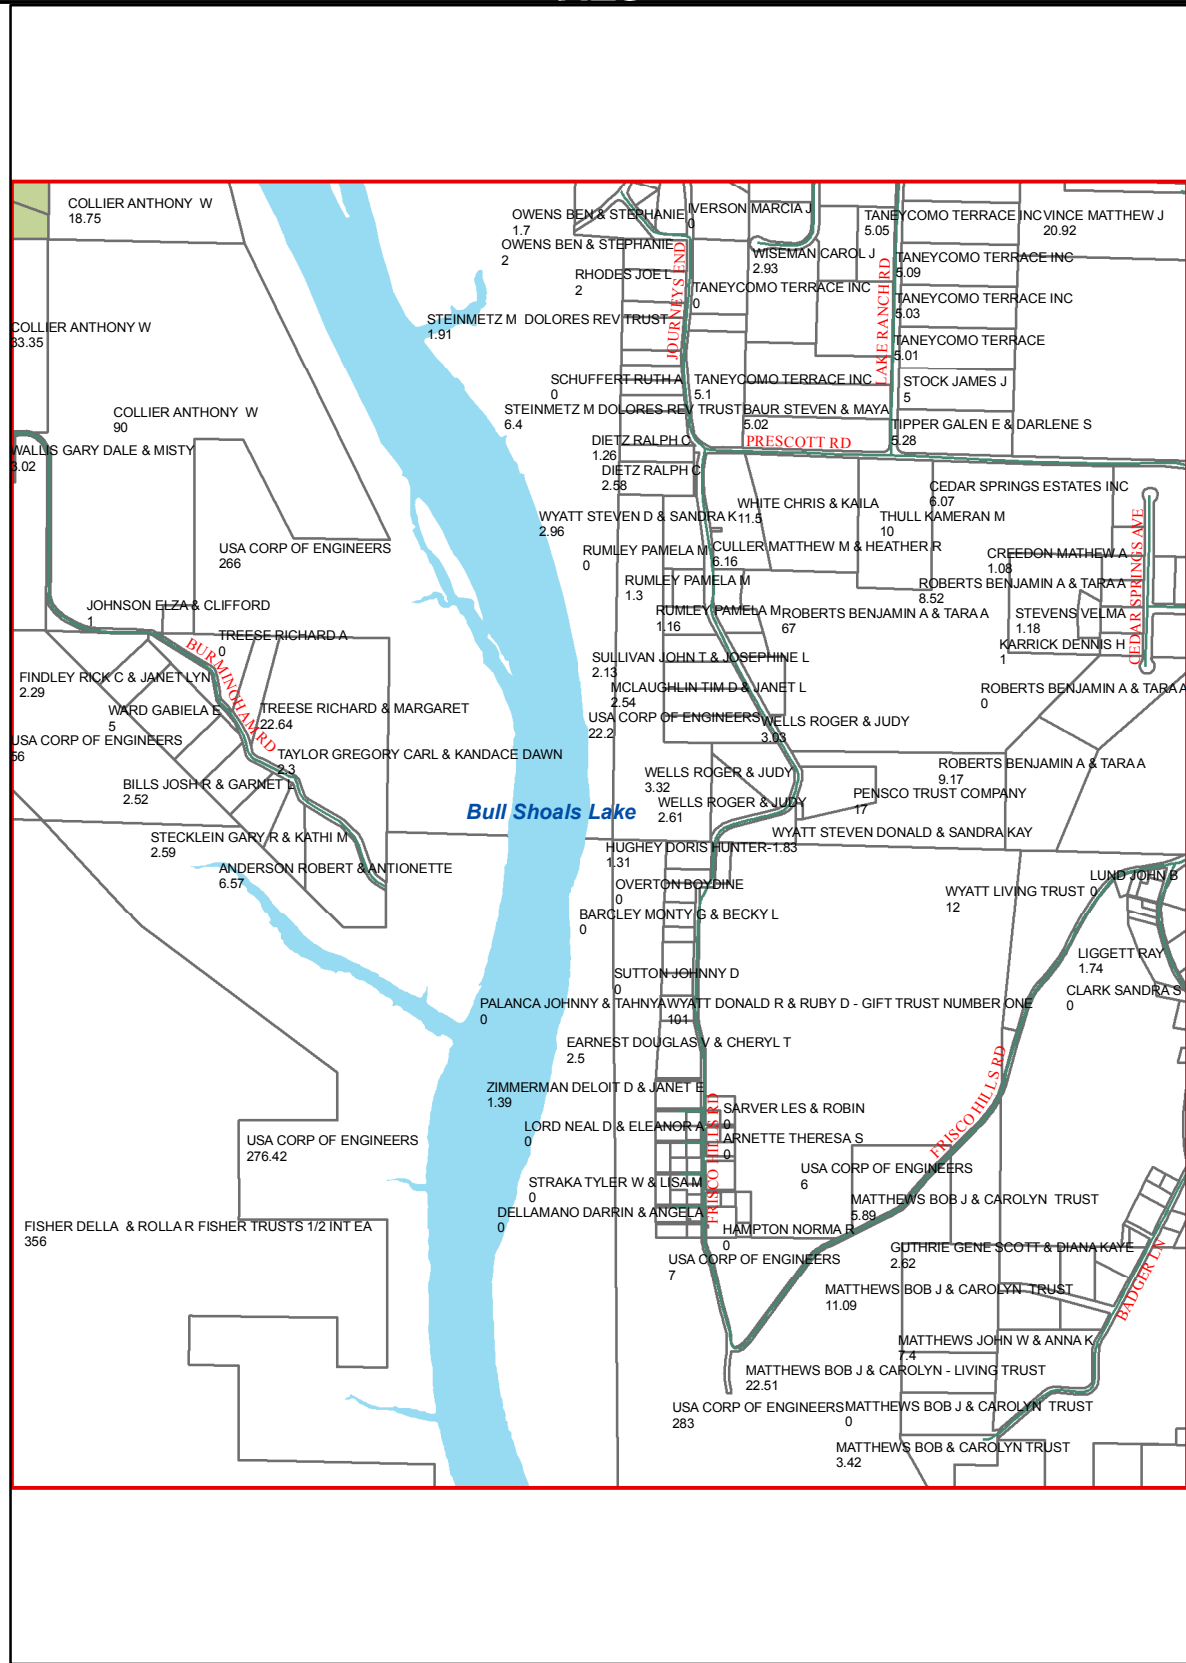 COLLIER ANTHONY W
18.75
OWENS BEN & STEPHANIE
1.7
IVERSON MARCIA J
0
TANEYCOMO TERRACE INC
5.05
VINCE MATTHEW J
20.92
OWENS BEN & STEPHANIE
2
WISEMAN CAROL J
2.93
TANEYCOMO TERRACE INC
5.09
RHODES JOE L
2
TANEYCOMO TERRACE INC
0
TANEYCOMO TERRACE INC
5.03
JOURNEYS END
LAKE RANCH RD
COLLIER ANTHONY W
33.35
STEINMETZ M DOLORES REV TRUST
1.91
TANEYCOMO TERRACE
5.01
SCHUFFERT RUTH A
0
TANEYCOMO TERRACE INC
5.1
STOCK JAMES J
5
COLLIER ANTHONY W
90
STEINMETZ M DOLORES REV TRUST
6.4
BAUR STEVEN & MAYA
5.02
TIPPER GALEN E & DARLENE S
5.28
WALLIS GARY DALE & MISTY
3.02
DIETZ RALPH C
1.26
PRESCOTT RD
DIETZ RALPH C
2.58
CEDAR SPRINGS ESTATES INC
6.07
WHITE CHRIS & KAILA
11.5
WYATT STEVEN D & SANDRA K
2.96
THULL KAMERAN M
10
USA CORP OF ENGINEERS
266
RUMLEY PAMELA M
0
CULLER MATTHEW M & HEATHER R
6.16
CREEDON MATHEW A
1.08
CEDAR SPRINGS AVE
RUMLEY PAMELA M
1.3
ROBERTS BENJAMIN A & TARA A
8.52
JOHNSON ELZA & CLIFFORD
1
RUMLEY PAMELA M
1.16
ROBERTS BENJAMIN A & TARA A
67
STEVENS VELMA
1.18
TREESE RICHARD A
0
KARRICK DENNIS H
1
BURMINGHAM RD
SULLIVAN JOHN T & JOSEPHINE L
2.13
FINDLEY RICK C & JANET LYN
2.29
MCLAUGHLIN TIM D & JANET L
2.54
ROBERTS BENJAMIN A & TARA A
0
WARD GABIELA E
5
TREESE RICHARD & MARGARET
22.64
USA CORP OF ENGINEERS
22.2
WELLS ROGER & JUDY
3.03
USA CORP OF ENGINEERS
56
TAYLOR GREGORY CARL & KANDACE DAWN
2.3
ROBERTS BENJAMIN A & TARA A
9.17
BILLS JOSH R & GARNET L
2.52
WELLS ROGER & JUDY
3.32
PENSCO TRUST COMPANY
17
Bull Shoals Lake
WELLS ROGER & JUDY
2.61
STECKLEIN GARY R & KATHI M
2.59
WYATT STEVEN DONALD & SANDRA KAY
1.83
HUGHEY DORIS HUNTER-
1.31
ANDERSON ROBERT & ANTIONETTE
6.57
OVERTON BOYDINE
0
LUND JOHN B
0
WYATT LIVING TRUST
12
BARCLEY MONTY G & BECKY L
0
LIGGETT RAY
1.74
SUTTON JOHNNY D
0
CLARK SANDRA S
0
PALANCA JOHNNY & TAHNYA
0
WYATT DONALD R & RUBY D - GIFT TRUST NUMBER ONE
101
EARNEST DOUGLAS V & CHERYL T
2.5
ZIMMERMAN DELOIT D & JANET E
1.39
FRISCO HILLS RD
FRISCO HILLS RD
SARVER LES & ROBIN
0
LORD NEAL D & ELEANOR A
0
ARNETTE THERESA S
0
USA CORP OF ENGINEERS
276.42
USA CORP OF ENGINEERS
6
STRAKA TYLER W & LISA M
0
MATTHEWS BOB J & CAROLYN TRUST
5.89
DELLAMANO DARRIN & ANGELA
0
FISHER DELLA & ROLLA R FISHER TRUSTS 1/2 INT EA
356
HAMPTON NORMA R
0
GUTHRIE GENE SCOTT & DIANA KAYE
2.62
USA CORP OF ENGINEERS
7
BADGER LN
MATTHEWS BOB J & CAROLYN TRUST
11.09
MATTHEWS JOHN W & ANNA K
7.4
MATTHEWS BOB J & CAROLYN - LIVING TRUST
22.51
USA CORP OF ENGINEERS
283
MATTHEWS BOB J & CAROLYN TRUST
0
MATTHEWS BOB & CAROLYN TRUST
3.42